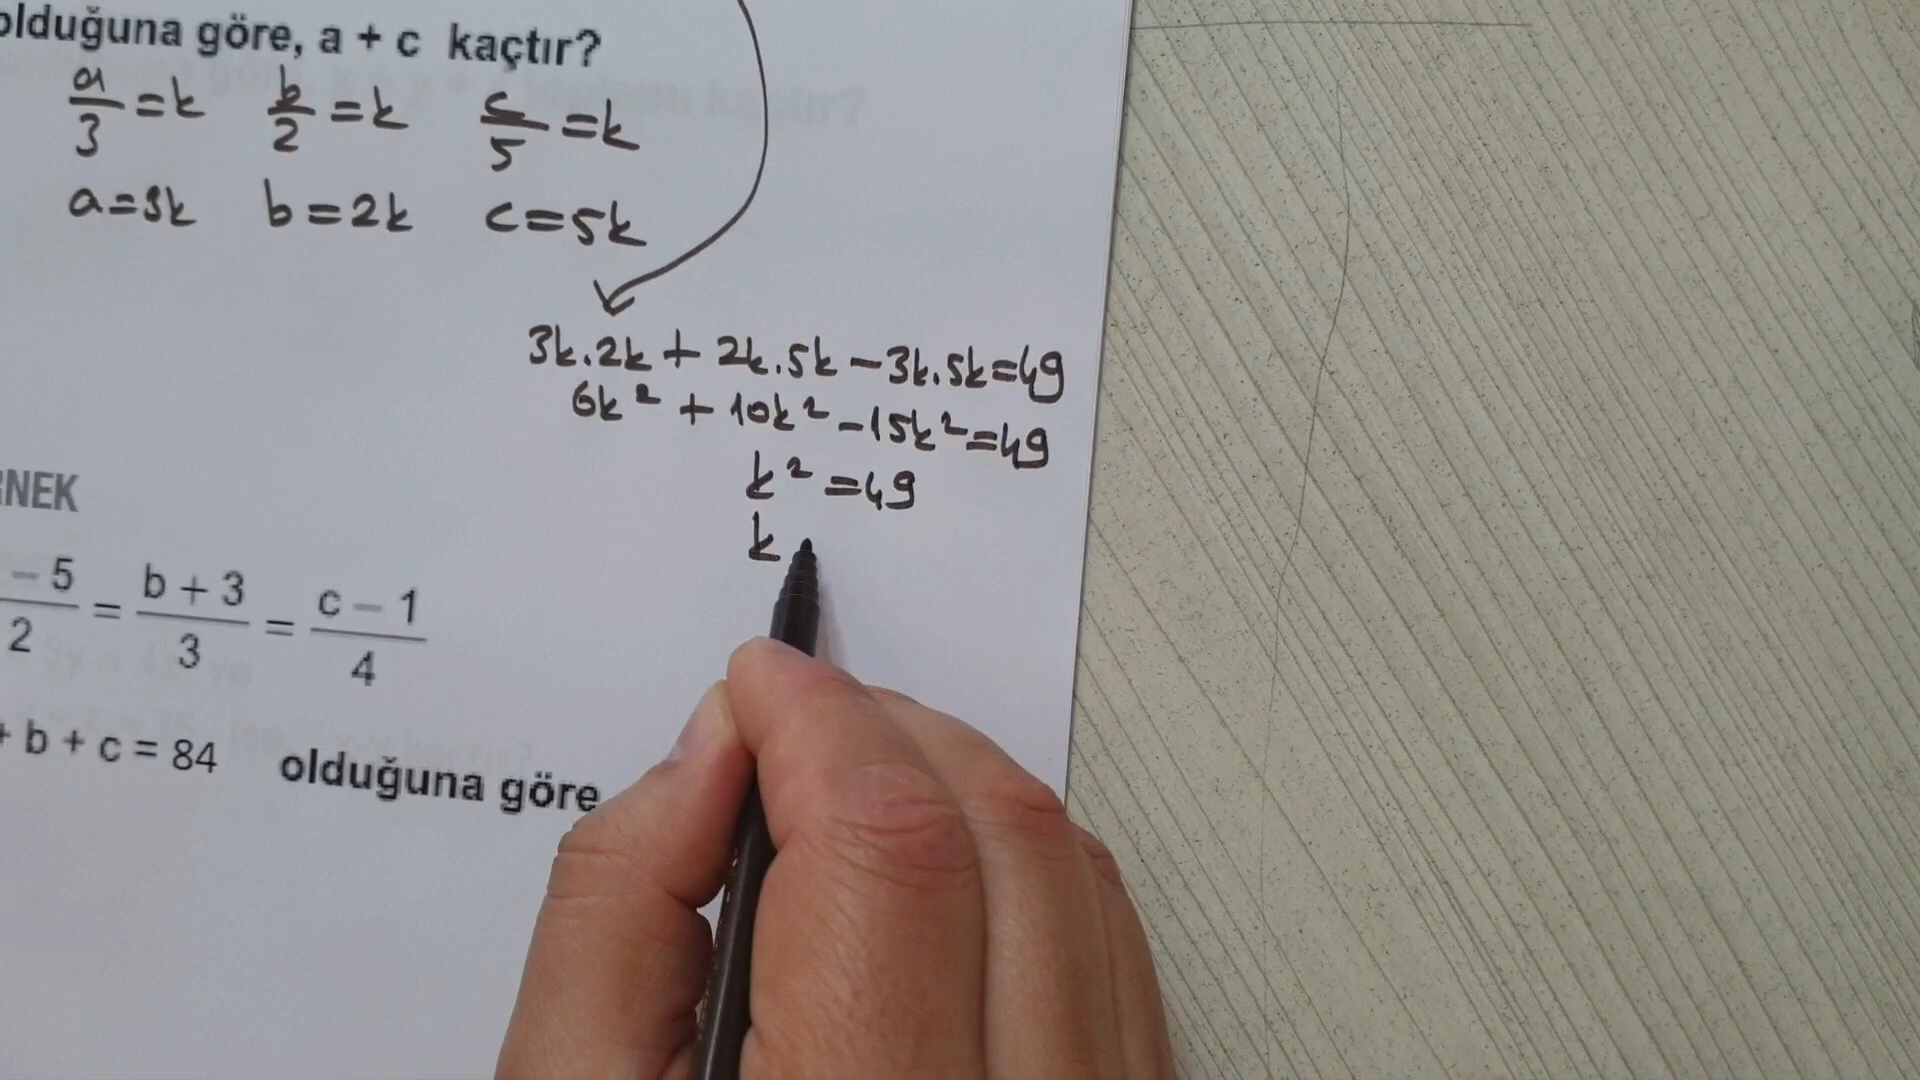 olduğuna göre, a + c kaçtır?
a/3 = k b/2 = k c/5 = k
a = 3k b = 2k c = 5k
3k.2k + 2k.5k - 3k.5k = 49
6k² + 10k² - 15k² = 49
k² = 49
k
RNEK
- 5/2 = b + 3/3 = c - 1/4
+ b + c = 84 olduğuna göre